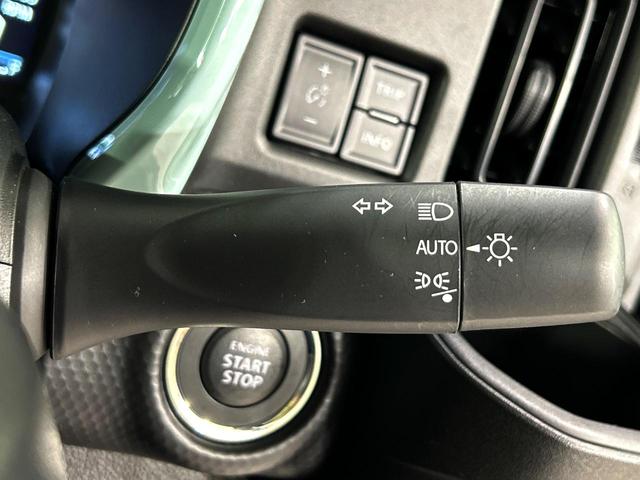 +
−
TRIP
INFO
AUTO
ENGINE
START
STOP